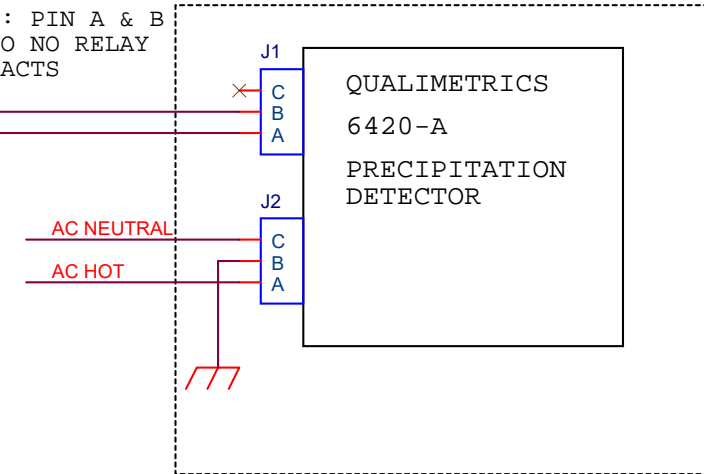 : PIN A & B
O NO RELAY
ACTS
J1
C
B
A
QUALIMETRICS
6420-A
PRECIPITATION
DETECTOR
J2
AC NEUTRAL
C
B
AC HOT
A